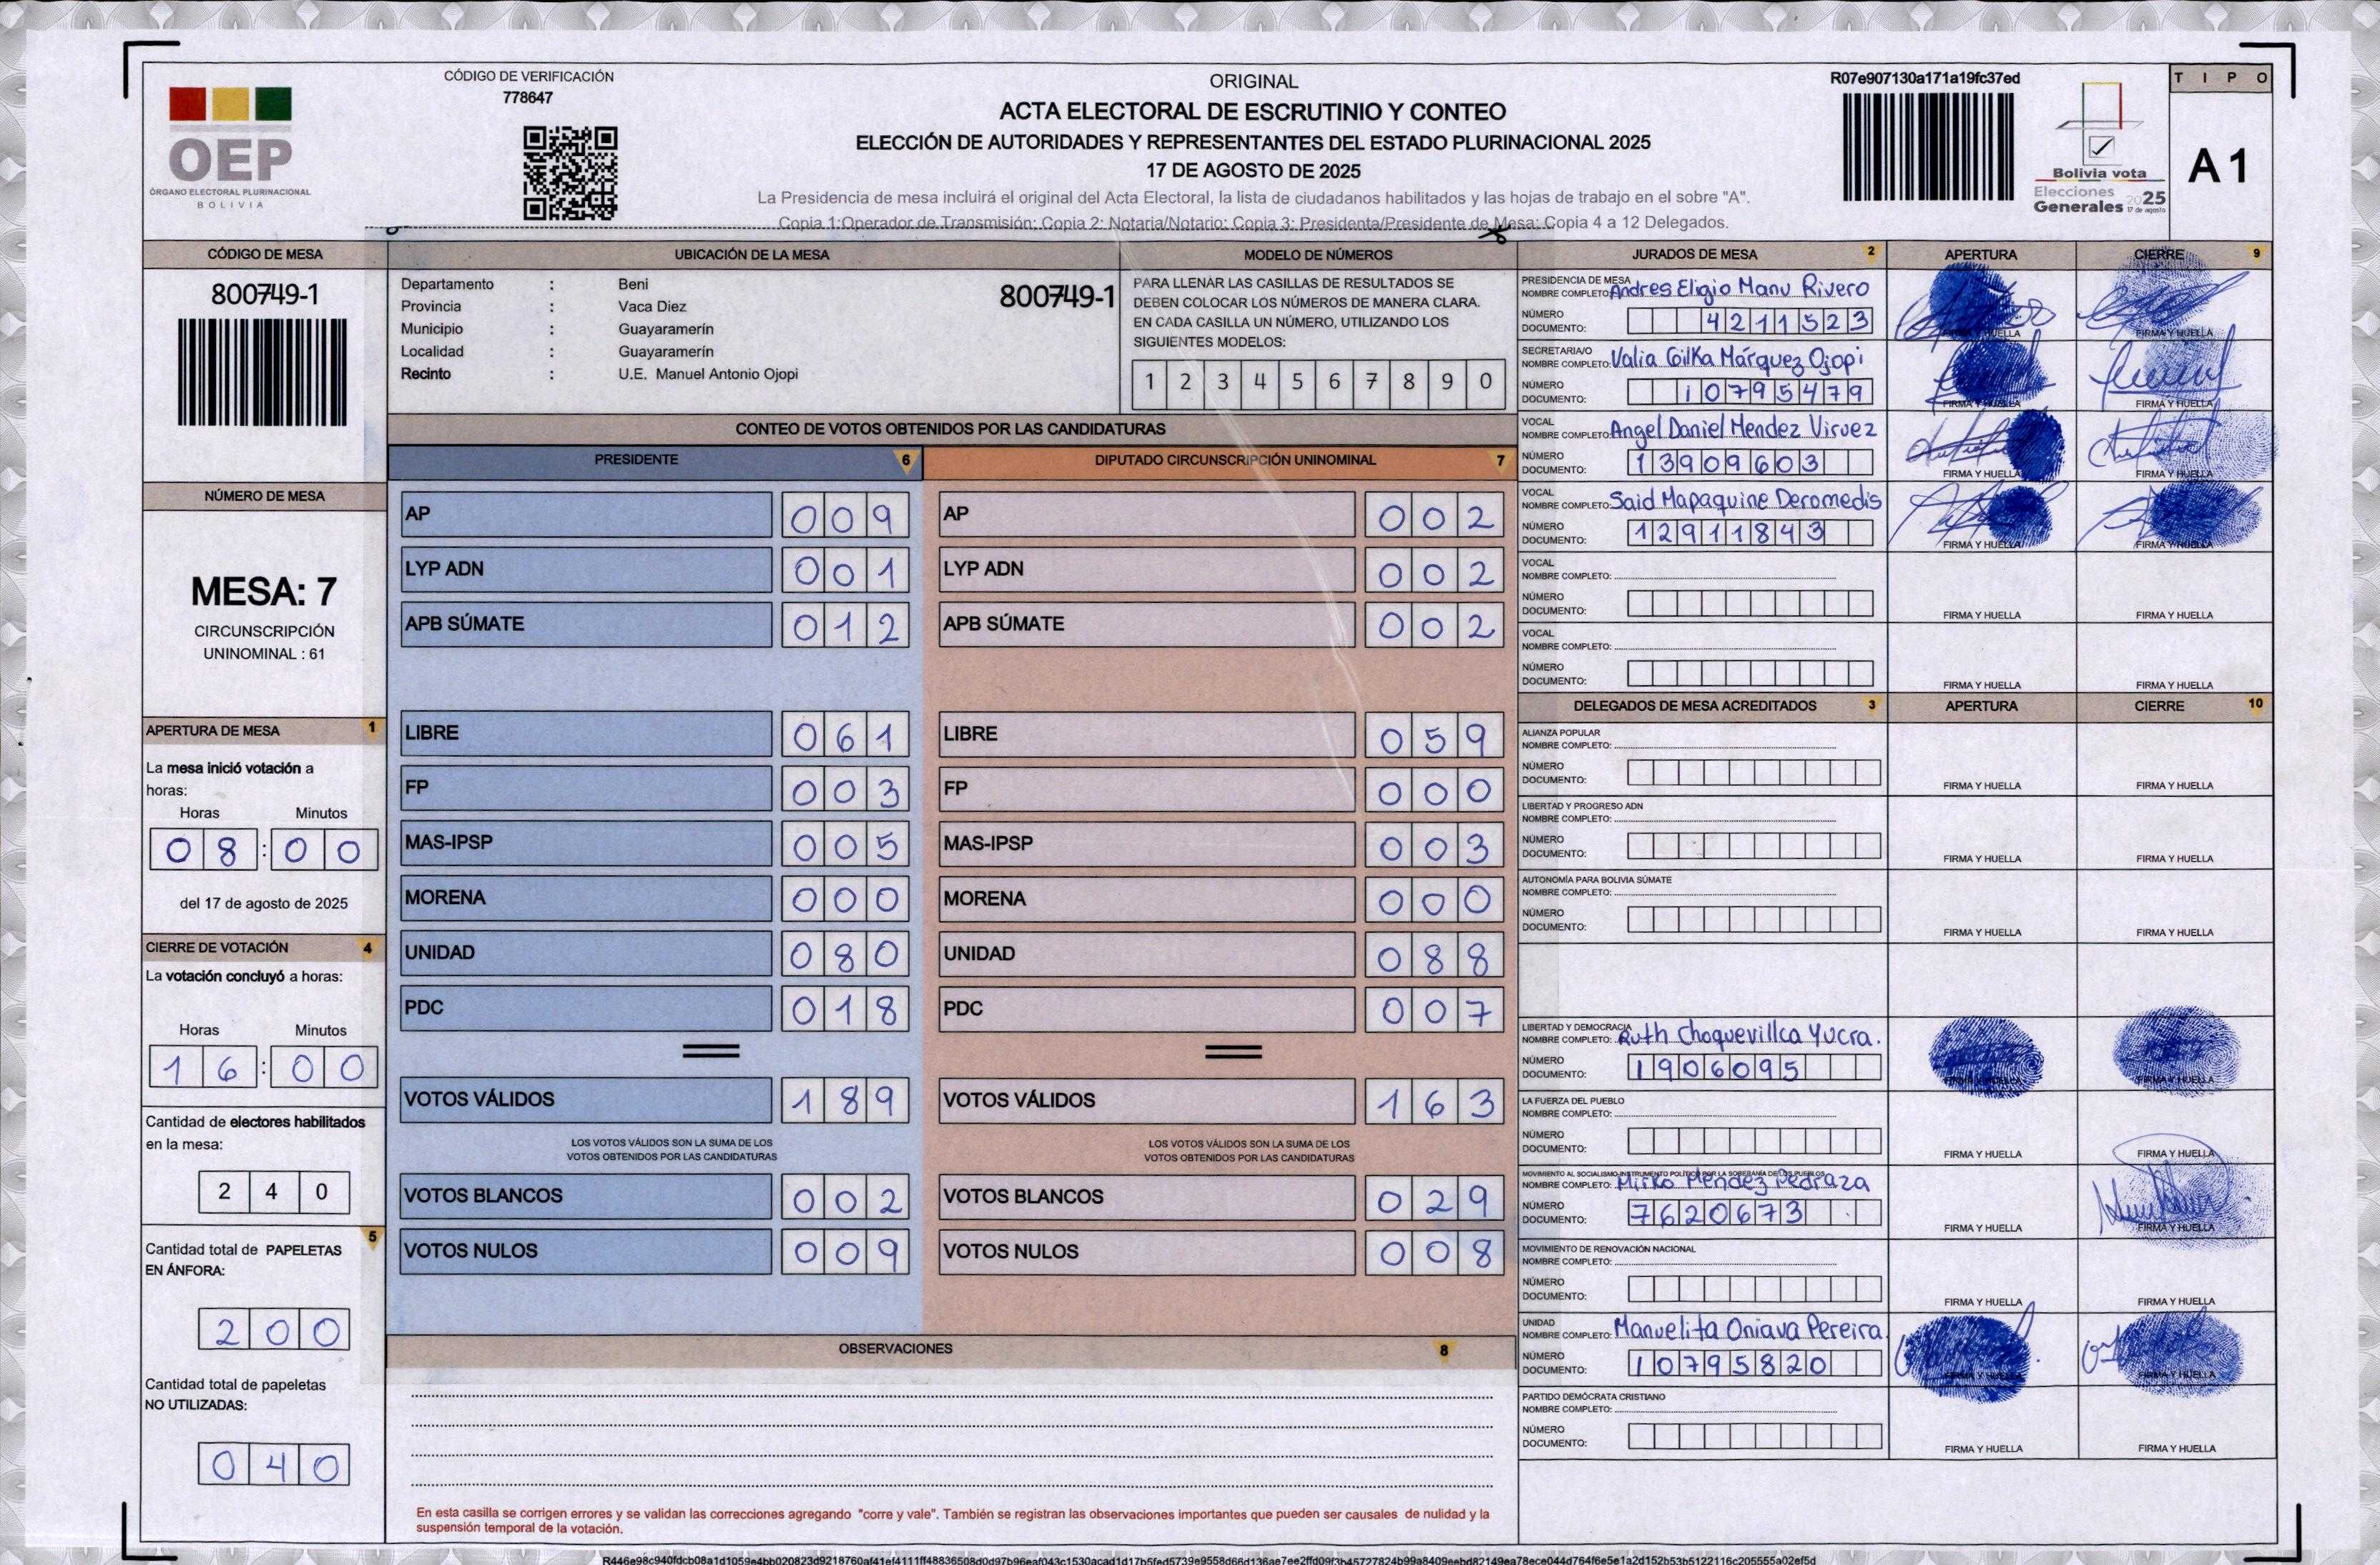 CÓDIGO DE VERIFICACIÓN
778647
OEP
ÓRGANO ELECTORAL PLURINACIONAL
BOLIVIA
ORIGINAL
ACTA ELECTORAL DE ESCRUTINIO Y CONTEO
ELECCIÓN DE AUTORIDADES Y REPRESENTANTES DEL ESTADO PLURINACIONAL 2025
17 DE AGOSTO DE 2025
La Presidencia de mesa incluirá el original del Acta Electoral, la lista de ciudadanos habilitados y las hojas de trabajo en el sobre "A".
Copia 1:Operador de Transmisión; Copia 2: Notaria/Notario; Copia 3: Presidenta/Presidente de Mesa; Copia 4 a 12 Delegados.
R07e907130a171a19fc37ed
Bolivia vota
Elecciones
Generales 2025
17 de agosto
TIPO
A1
CÓDIGO DE MESA
800749-1
NÚMERO DE MESA
MESA: 7
CIRCUNSCRIPCIÓN
UNINOMINAL : 61
APERTURA DE MESA 1
La mesa inició votación a
horas:
Horas Minutos
08:00
del 17 de agosto de 2025
CIERRE DE VOTACIÓN 4
La votación concluyó a horas:
Horas Minutos
16:00
Cantidad de electores habilitados
en la mesa:
240
5
Cantidad total de PAPELETAS
EN ÁNFORA:
200
Cantidad total de papeletas
NO UTILIZADAS:
040
UBICACIÓN DE LA MESA
Departamento : Beni
800749-1
Provincia : Vaca Diez
Municipio : Guayaramerín
Localidad : Guayaramerín
Recinto : U.E. Manuel Antonio Ojopi
MODELO DE NÚMEROS
PARA LLENAR LAS CASILLAS DE RESULTADOS SE
DEBEN COLOCAR LOS NÚMEROS DE MANERA CLARA.
EN CADA CASILLA UN NÚMERO, UTILIZANDO LOS
SIGUIENTES MODELOS:
1 2 3 4 5 6 7 8 9 0
CONTEO DE VOTOS OBTENIDOS POR LAS CANDIDATURAS
PRESIDENTE 6
AP 009
LYP ADN 001
APB SÚMATE 012
LIBRE 061
FP 003
MAS-IPSP 005
MORENA 000
UNIDAD 080
PDC 018
VOTOS VÁLIDOS 189
LOS VOTOS VÁLIDOS SON LA SUMA DE LOS
VOTOS OBTENIDOS POR LAS CANDIDATURAS
VOTOS BLANCOS 002
VOTOS NULOS 009
DIPUTADO CIRCUNSCRIPCIÓN UNINOMINAL 7
AP 002
LYP ADN 002
APB SÚMATE 002
LIBRE 059
FP 000
MAS-IPSP 003
MORENA 000
UNIDAD 088
PDC 007
VOTOS VÁLIDOS 163
LOS VOTOS VÁLIDOS SON LA SUMA DE LOS
VOTOS OBTENIDOS POR LAS CANDIDATURAS
VOTOS BLANCOS 029
VOTOS NULOS 008
OBSERVACIONES 8
En esta casilla se corrigen errores y se validan las correcciones agregando "corre y vale". También se registran las observaciones importantes que pueden ser causales de nulidad y la
suspensión temporal de la votación.
JURADOS DE MESA 2 APERTURA CIERRE 9
PRESIDENCIA DE MESA
NOMBRE COMPLETO: Andres Eligio Manu Rivero
NÚMERO
DOCUMENTO: 4211523
FIRMA Y HUELLA FIRMA Y HUELLA
SECRETARIA/O
NOMBRE COMPLETO: Valia Gilka Márquez Ojopi
NÚMERO
DOCUMENTO: 10795479
FIRMA Y HUELLA FIRMA Y HUELLA
VOCAL
NOMBRE COMPLETO: Angel Daniel Mendez Viruez
NÚMERO
DOCUMENTO: 13909603
FIRMA Y HUELLA FIRMA Y HUELLA
VOCAL
NOMBRE COMPLETO: Said Mapaquine Deromedis
NÚMERO
DOCUMENTO: 12911843
FIRMA Y HUELLA FIRMA Y HUELLA
VOCAL
NOMBRE COMPLETO:
NÚMERO
DOCUMENTO:
FIRMA Y HUELLA FIRMA Y HUELLA
VOCAL
NOMBRE COMPLETO:
NÚMERO
DOCUMENTO:
FIRMA Y HUELLA FIRMA Y HUELLA
DELEGADOS DE MESA ACREDITADOS 3 APERTURA CIERRE 10
ALIANZA POPULAR
NOMBRE COMPLETO:
NÚMERO
DOCUMENTO:
FIRMA Y HUELLA FIRMA Y HUELLA
LIBERTAD Y PROGRESO ADN
NOMBRE COMPLETO:
NÚMERO
DOCUMENTO:
FIRMA Y HUELLA FIRMA Y HUELLA
AUTONOMÍA PARA BOLIVIA SÚMATE
NOMBRE COMPLETO:
NÚMERO
DOCUMENTO:
FIRMA Y HUELLA FIRMA Y HUELLA
LIBERTAD Y DEMOCRACIA
NOMBRE COMPLETO: Ruth Choquevillca Yucra.
NÚMERO
DOCUMENTO: 1906095
FIRMA Y HUELLA FIRMA Y HUELLA
LA FUERZA DEL PUEBLO
NOMBRE COMPLETO:
NÚMERO
DOCUMENTO:
FIRMA Y HUELLA FIRMA Y HUELLA
MOVIMIENTO AL SOCIALISMO-INSTRUMENTO POLÍTICO POR LA SOBERANÍA DE LOS PUEBLOS
NOMBRE COMPLETO: Mirko Mendez Pedraza
NÚMERO
DOCUMENTO: 7620673
FIRMA Y HUELLA FIRMA Y HUELLA
MOVIMIENTO DE RENOVACIÓN NACIONAL
NOMBRE COMPLETO:
NÚMERO
DOCUMENTO:
FIRMA Y HUELLA FIRMA Y HUELLA
UNIDAD
NOMBRE COMPLETO: Manuelita Oniava Pereira
NÚMERO
DOCUMENTO: 10795820
FIRMA Y HUELLA FIRMA Y HUELLA
PARTIDO DEMÓCRATA CRISTIANO
NOMBRE COMPLETO:
NÚMERO
DOCUMENTO:
FIRMA Y HUELLA FIRMA Y HUELLA